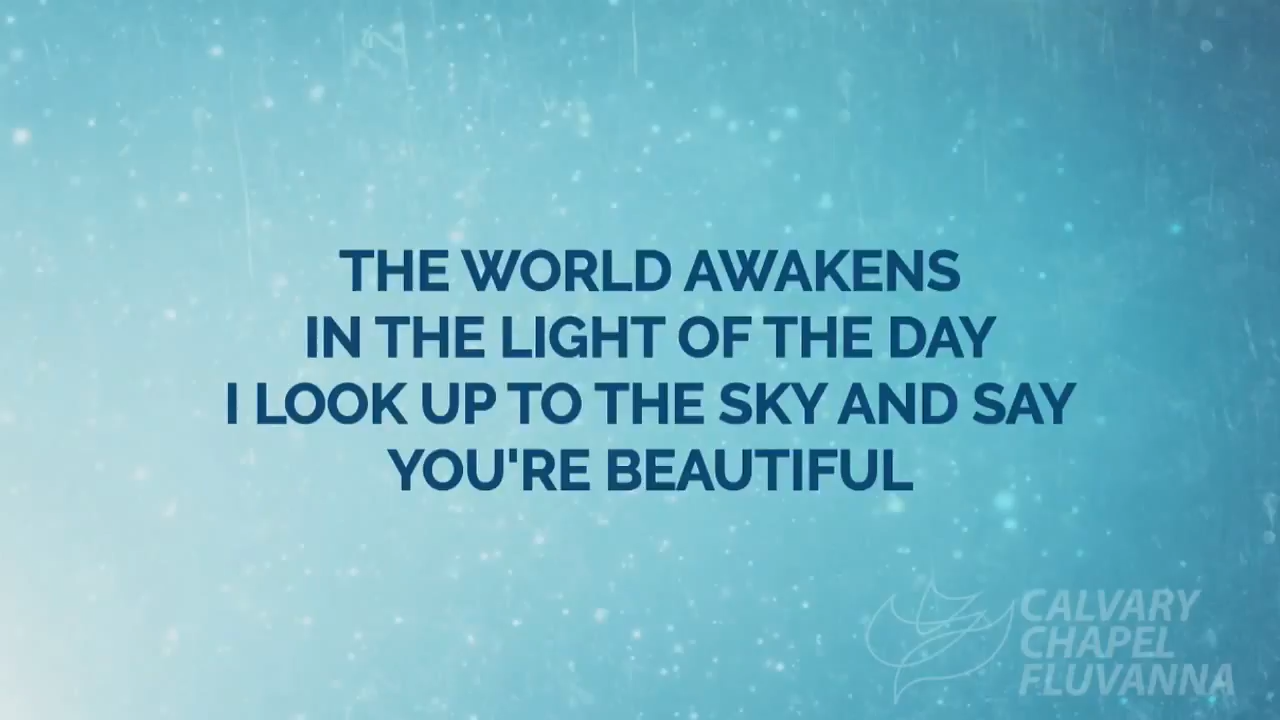 THE WORLD AWAKENS
IN THE LIGHT OF THE DAY
I LOOK UP TO THE SKY AND SAY
YOU'RE BEAUTIFUL
CALVARY
CHAPEL
FLUVANNA